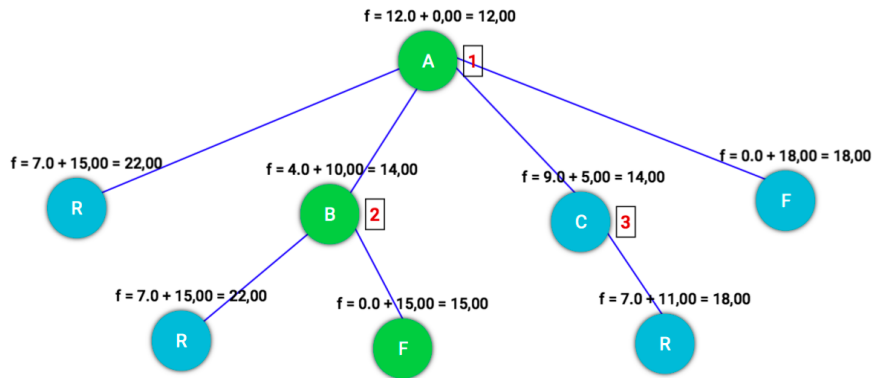 f = 12.0 + 0,00 = 12,00
A
1
f = 7.0 + 15,00 = 22,00
f = 4.0 + 10,00 = 14,00
f = 9.0 + 5,00 = 14,00
f = 0.0 + 18,00 = 18,00
R
B
2
C
3
F
f = 7.0 + 15,00 = 22,00
f = 0.0 + 15,00 = 15,00
f = 7.0 + 11,00 = 18,00
R
F
R